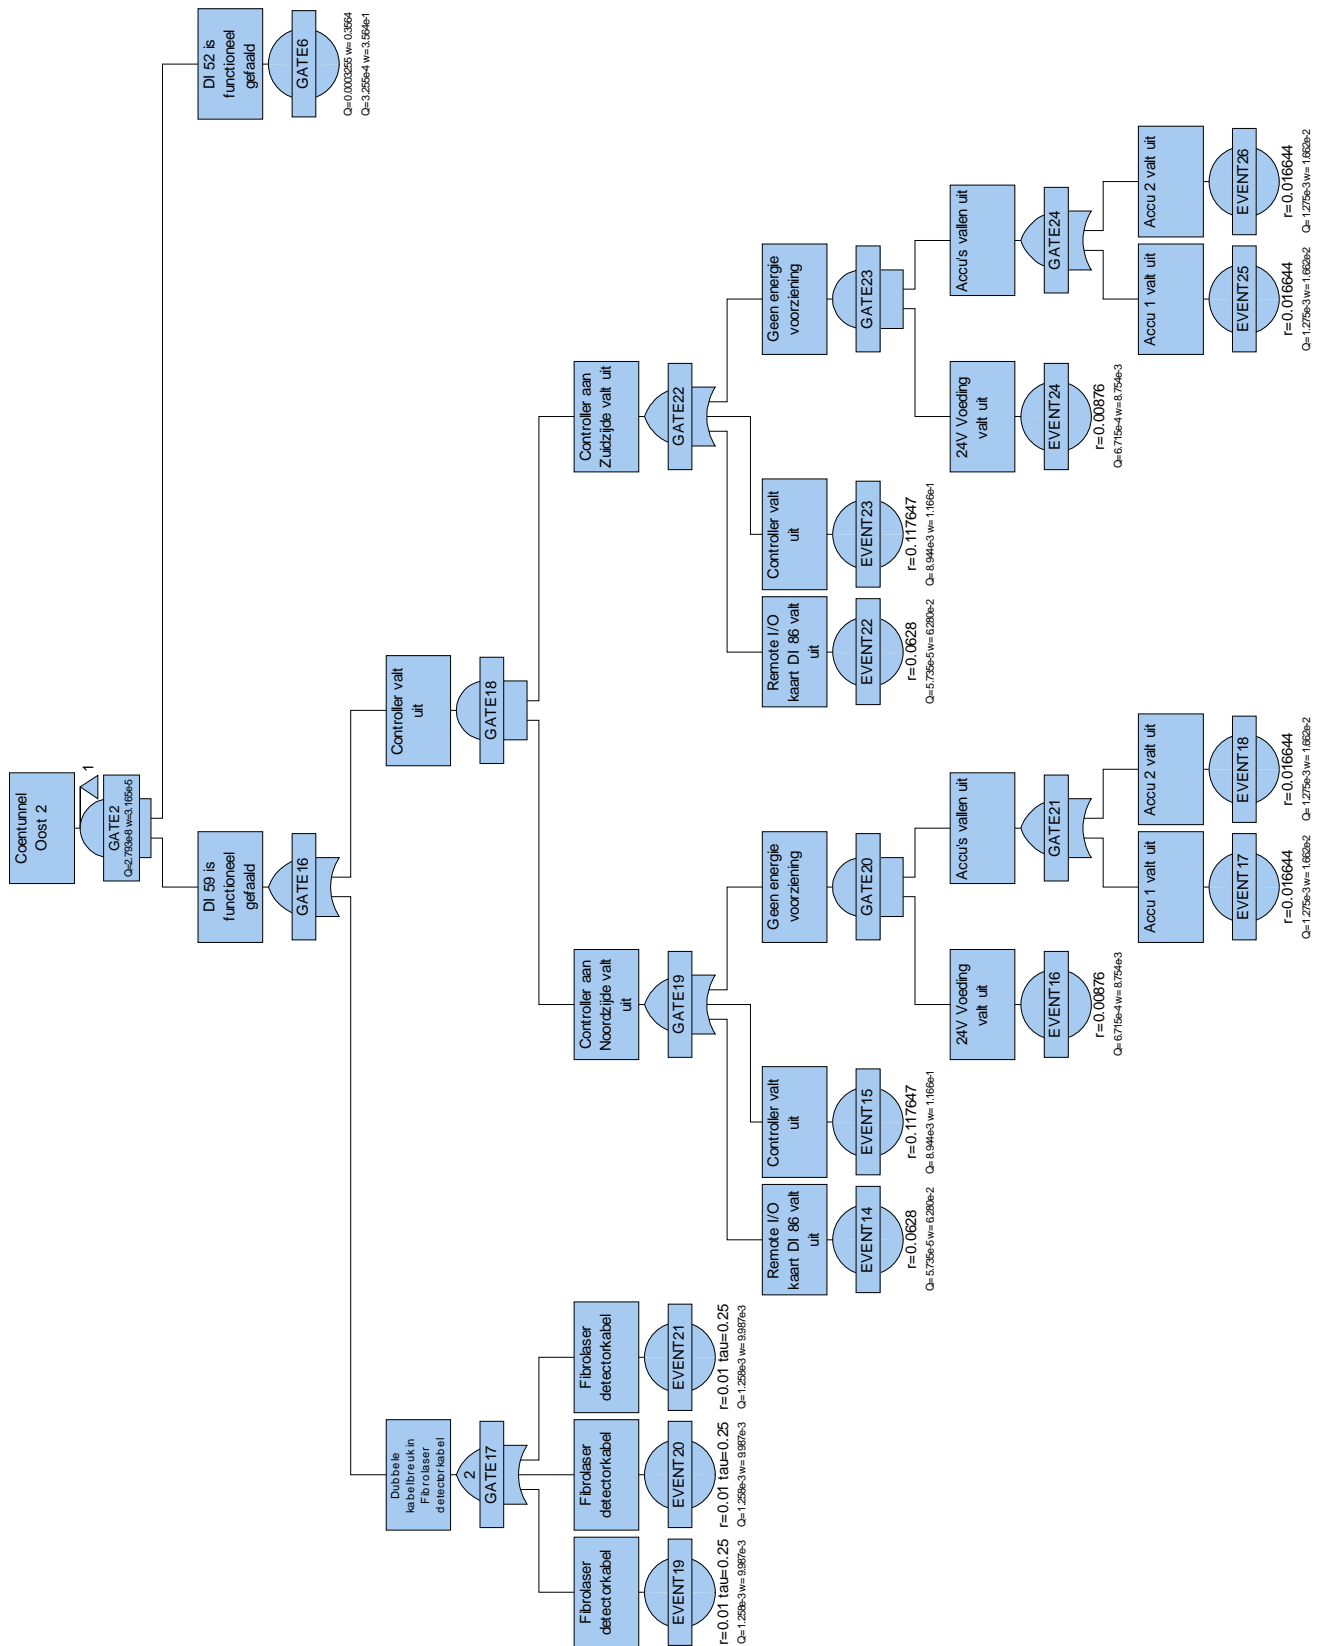 Coentunnel
Oost 2
1
GATE2
Q=2.793e-8 w=3.165e-5
DI 59 is
functioneel
gefaald
GATE16
DI 52 is
functioneel
gefaald
GATE6
Q=0.0003255 w=0.3564
Q=3.255e-4 w=3.564e-1
Dubbele
kabelbreuk in
Fibrolaser
detectorkabel
2
GATE17
Controller valt
uit
GATE18
Fibrolaser
detectorkabel
EVENT19
r=0.01 tau=0.25
Q=1.258e-3 w=9.987e-3
Fibrolaser
detectorkabel
EVENT20
r=0.01 tau=0.25
Q=1.258e-3 w=9.987e-3
Fibrolaser
detectorkabel
EVENT21
r=0.01 tau=0.25
Q=1.258e-3 w=9.987e-3
Controller aan
Noordzijde valt
uit
GATE19
Controller aan
Zuidzijde valt uit
GATE22
Remote I/O
kaart DI 86 valt
uit
EVENT14
r=0.0628
Q=5.735e-5 w=6.280e-2
Controller valt
uit
EVENT15
r=0.117647
Q=8.944e-3 w=1.166e-1
Geen energie
voorziening
GATE20
Remote I/O
kaart DI 86 valt
uit
EVENT22
r=0.0628
Q=5.735e-5 w=6.280e-2
Controller valt
uit
EVENT23
r=0.117647
Q=8.944e-3 w=1.166e-1
Geen energie
voorziening
GATE23
24V Voeding
valt uit
EVENT16
r=0.00876
Q=6.715e-4 w=8.754e-3
Accu's vallen uit
GATE21
24V Voeding
valt uit
EVENT24
r=0.00876
Q=6.715e-4 w=8.754e-3
Accu's vallen uit
GATE24
Accu 1 valt uit
EVENT17
r=0.016644
Q=1.275e-3 w=1.662e-2
Accu 2 valt uit
EVENT18
r=0.016644
Q=1.275e-3 w=1.662e-2
Accu 1 valt uit
EVENT25
r=0.016644
Q=1.275e-3 w=1.662e-2
Accu 2 valt uit
EVENT26
r=0.016644
Q=1.275e-3 w=1.662e-2